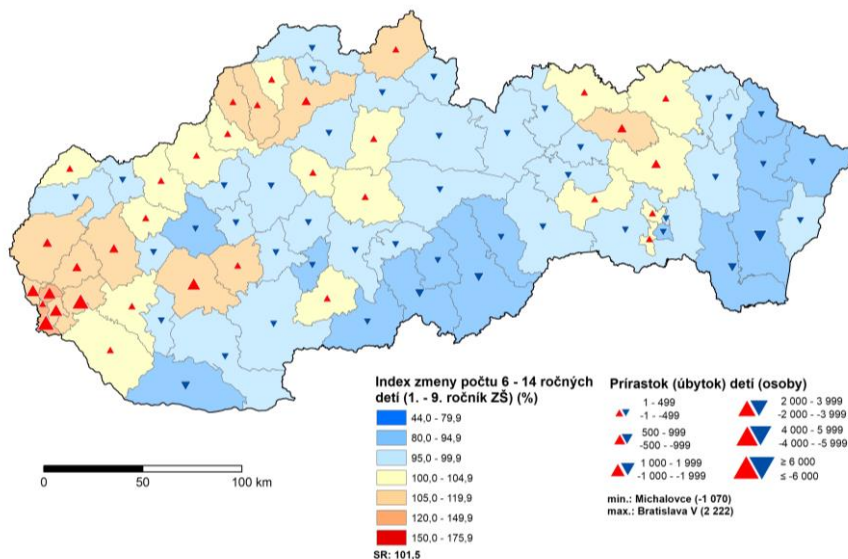 Index zmeny počtu 6 - 14 ročných
detí (1. - 9. ročník ZŠ) (%)
44,0 - 79,9
80,0 - 94,9
95,0 - 99,9
100,0 - 104,9
105,0 - 119,9
120,0 - 149,9
150,0 - 175,9
SR: 101,5
Prírastok (úbytok) detí (osoby)
1 - 499
-1 - -499
500 - 999
-500 - -999
1 000 - 1 999
-1 000 - -1 999
2 000 - 3 999
-2 000 - -3 999
4 000 - 5 999
-4 000 - -5 999
≥ 6 000
≤ -6 000
min.: Michalovce (-1 070)
max.: Bratislava V (2 222)
0 50 100 km